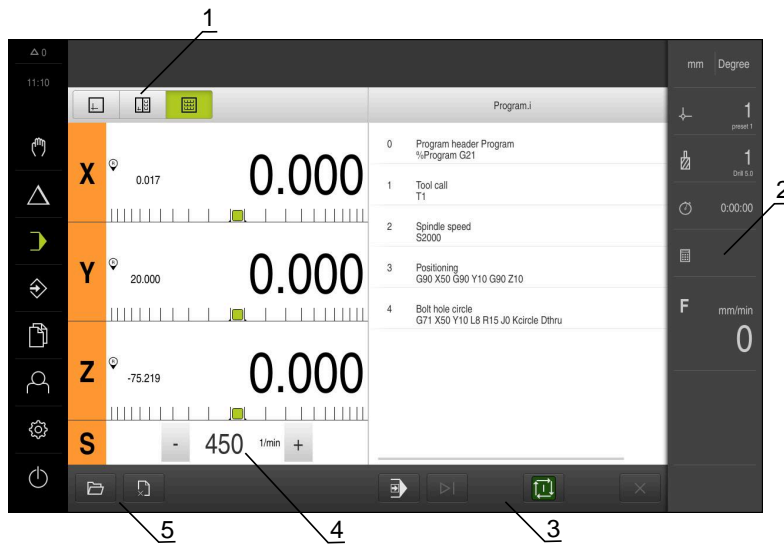 1
0
11:10
mm Degree
Program.i
1
preset 1
1
Drill 5.0
0:00:00
2
F mm/min
0
X R 0.017 0.000
Y R 20.000 0.000
Z R -75.219 0.000
S - 450 1/min +
0 Program header Program
%Program G21
1 Tool call
T1
2 Spindle speed
S2000
3 Positioning
G90 X50 G90 Y10 G90 Z10
4 Bolt hole circle
G71 X50 Y10 L8 R15 J0 Kcircle Dthru
5
4
3